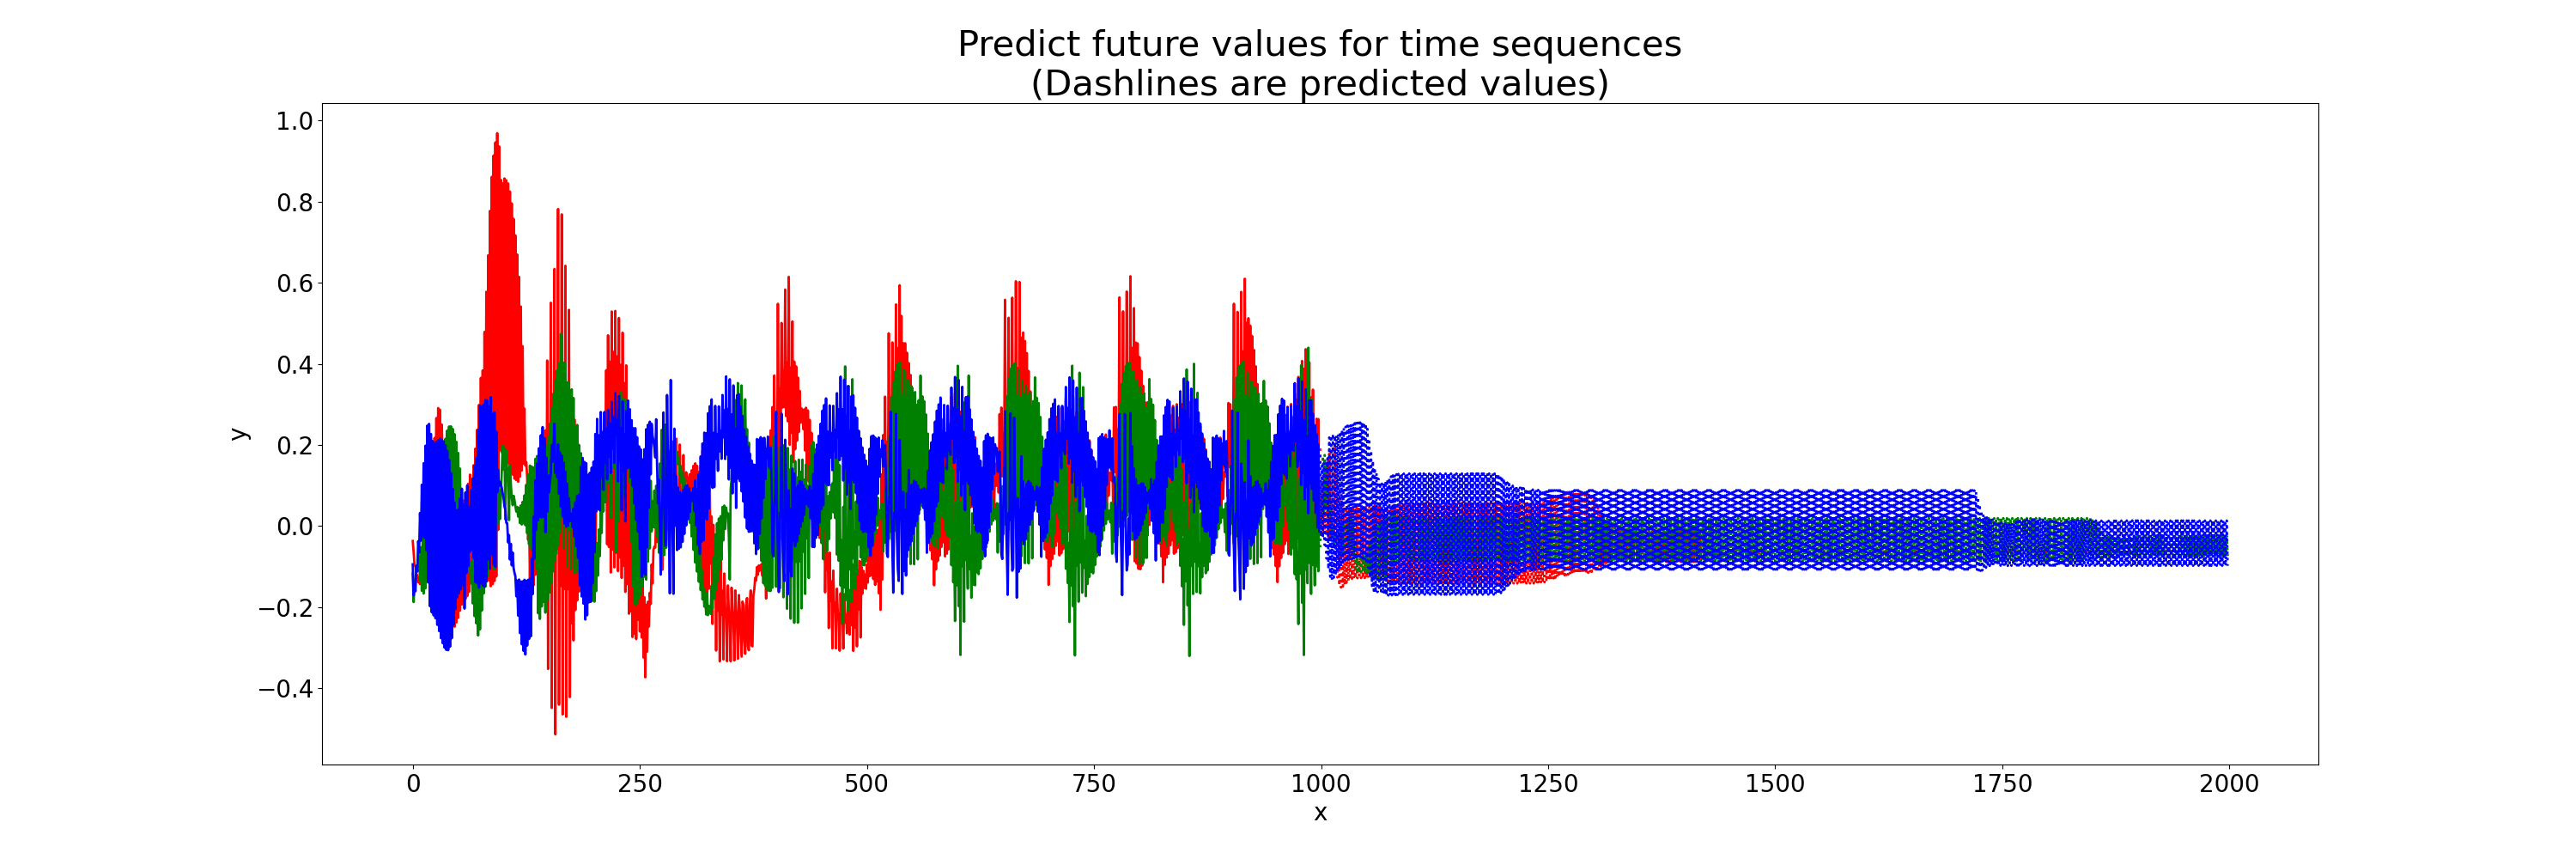 Predict future values for time sequences
(Dashlines are predicted values)
1.0
0.8
0.6
0.4
0.2
0.0
−0.2
−0.4
y
0 250 500 750 1000 1250 1500 1750 2000
x